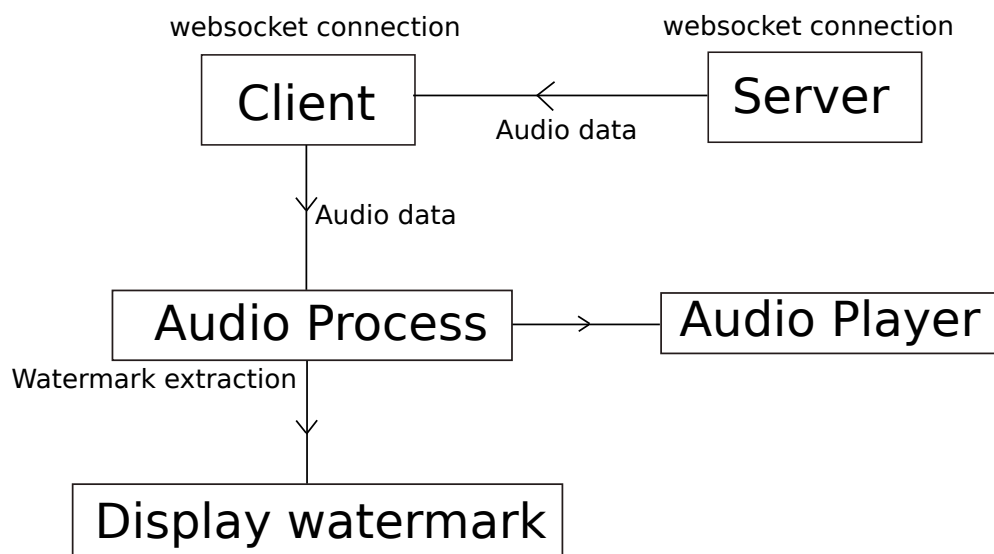 websocket connection
websocket connection
Client
Server
Audio data
Audio data
Audio Process
Audio Player
Watermark extraction
Display watermark